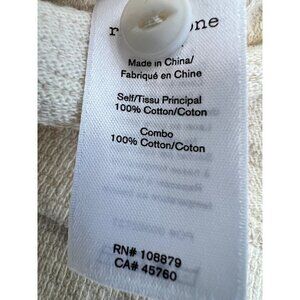 Made in China/
Fabriqué en Chine
Self/Tissu Principal
100% Cotton/Coton
Combo
100% Cotton/Coton
RN# 108879
CA# 45760